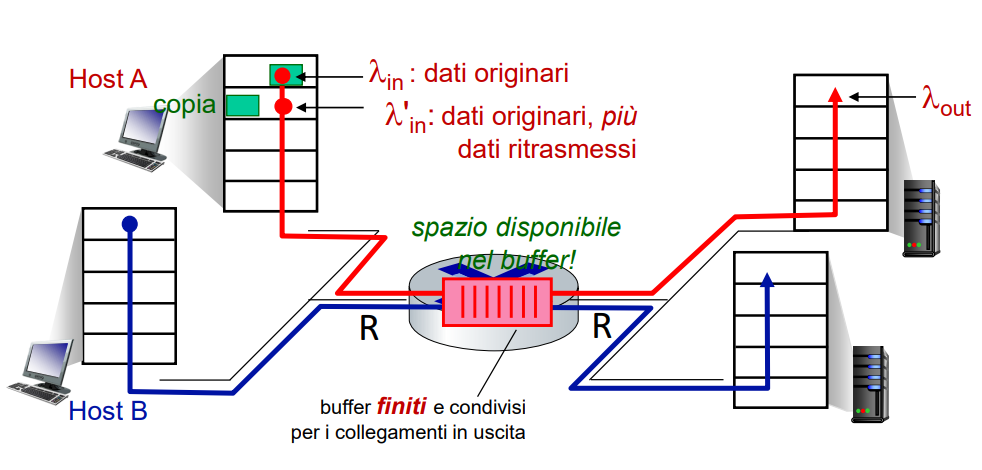 Host A
λin : dati originari
copia
λ'in: dati originari, più
dati ritrasmessi
λout
spazio disponibile
nel buffer!
R
R
Host B
buffer finiti e condivisi
per i collegamenti in uscita